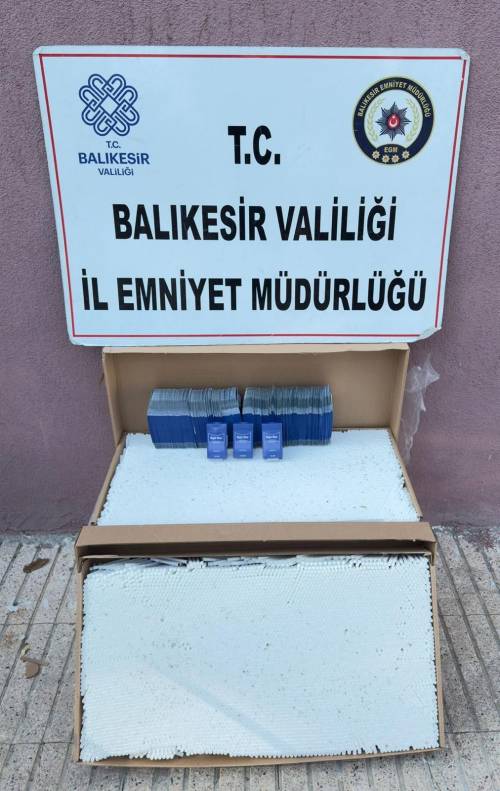 T.C.
BALIKESİR
VALİLİĞİ
BALIKESİR EMNİYET MÜDÜRLÜĞÜ
EGM
T.C.
BALIKESİR VALİLİĞİ
İL EMNİYET MÜDÜRLÜĞÜ